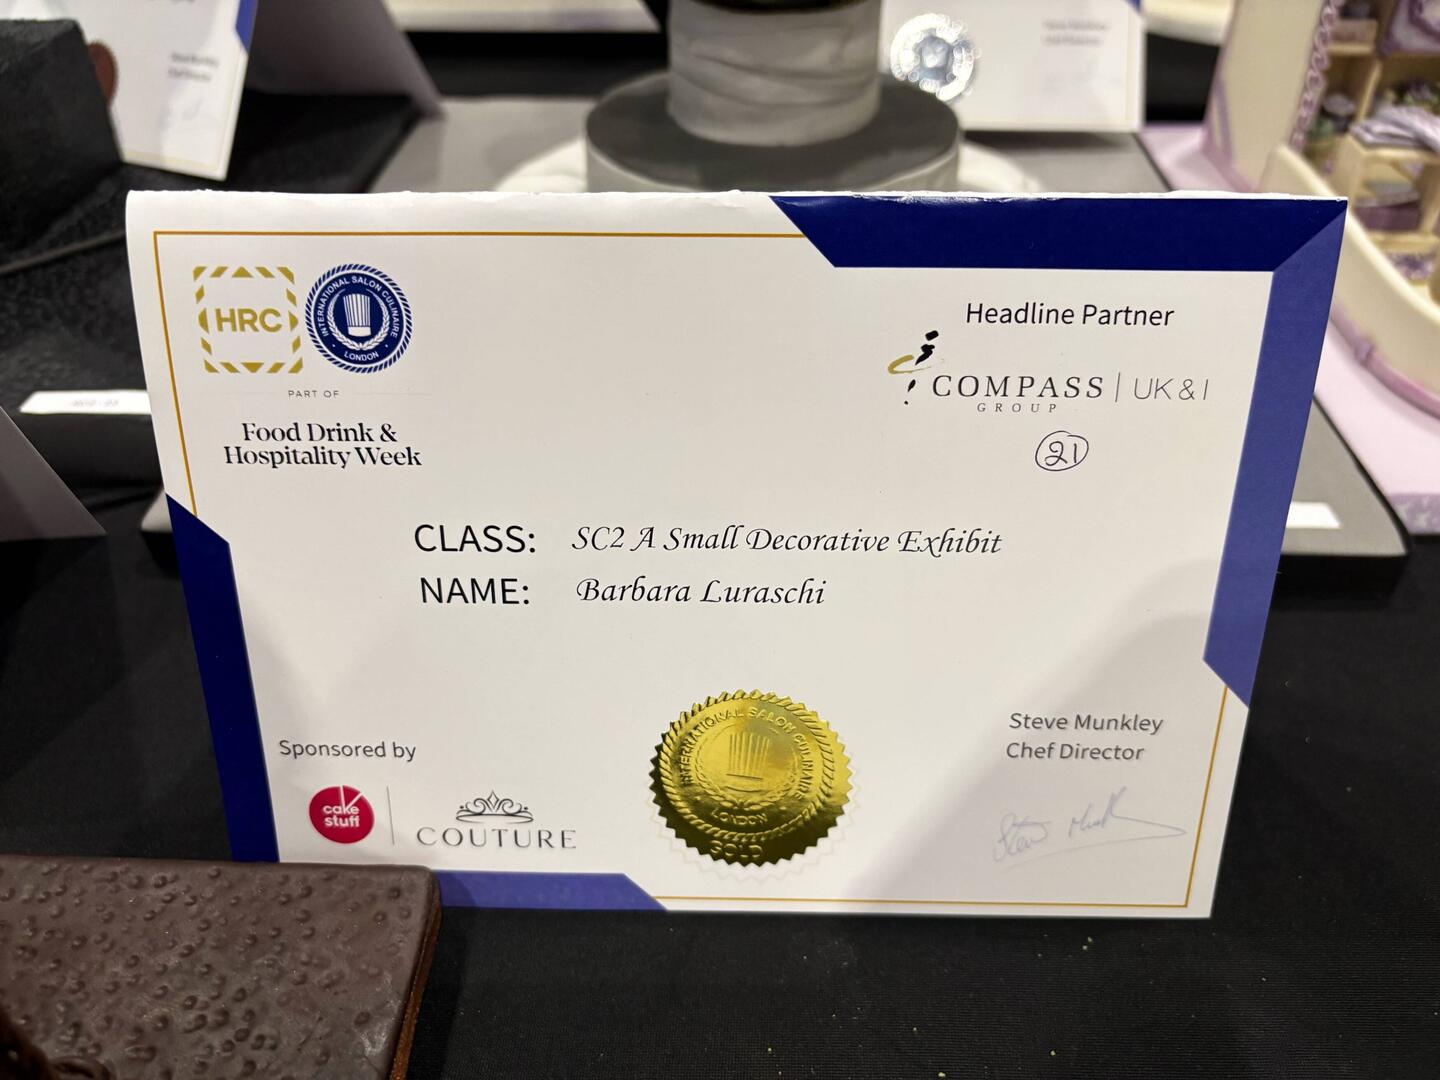 HRC
INTERNATIONAL SALON CULINAIRE
LONDON
PART OF
Food Drink &
Hospitality Week
Headline Partner
COMPASS | UK & I
GROUP
21
CLASS: SC2 A Small Decorative Exhibit
NAME: Barbara Luraschi
Sponsored by
cake
stuff
COUTURE
INTERNATIONAL SALON CULINAIRE
LONDON
GOLD
Steve Munkley
Chef Director